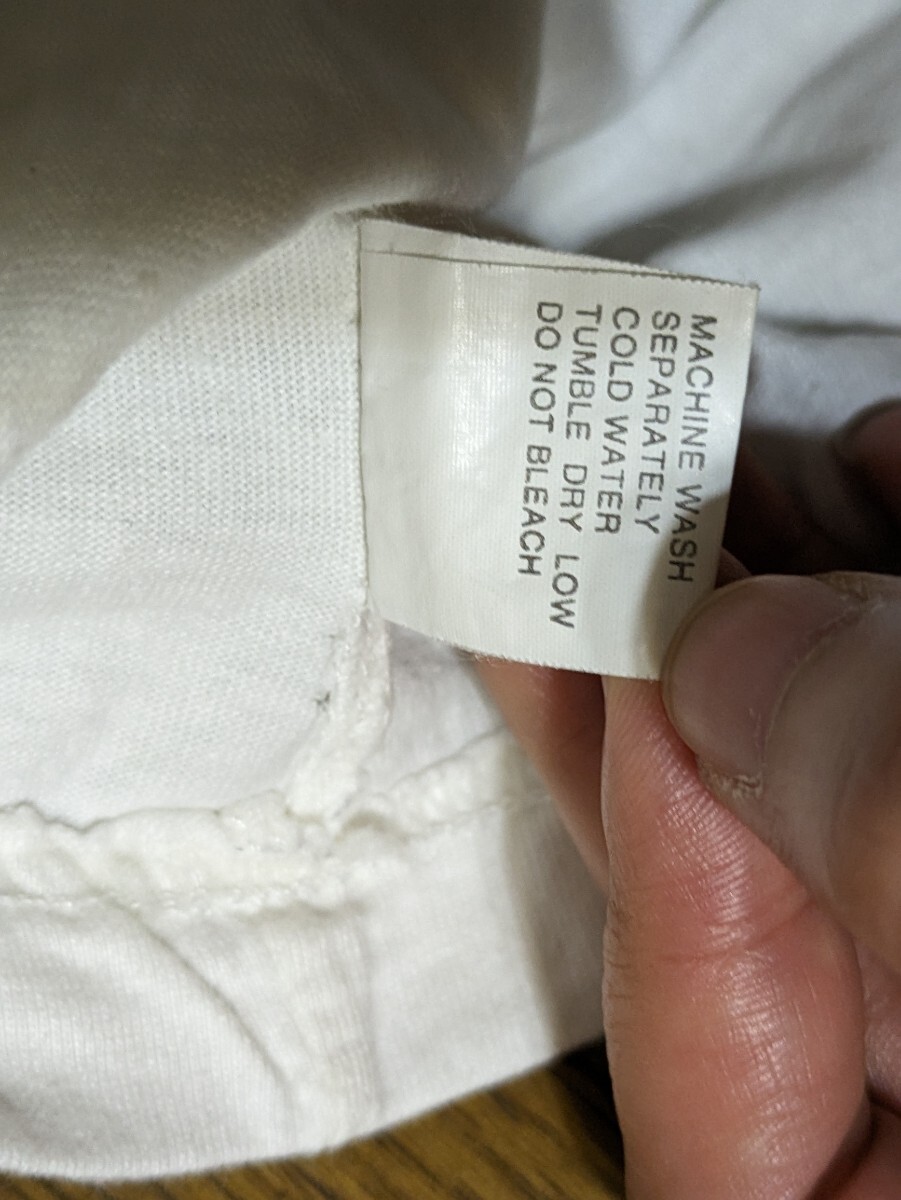 MACHINE WASH
SEPARATELY
COLD WATER
TUMBLE DRY LOW
DO NOT BLEACH